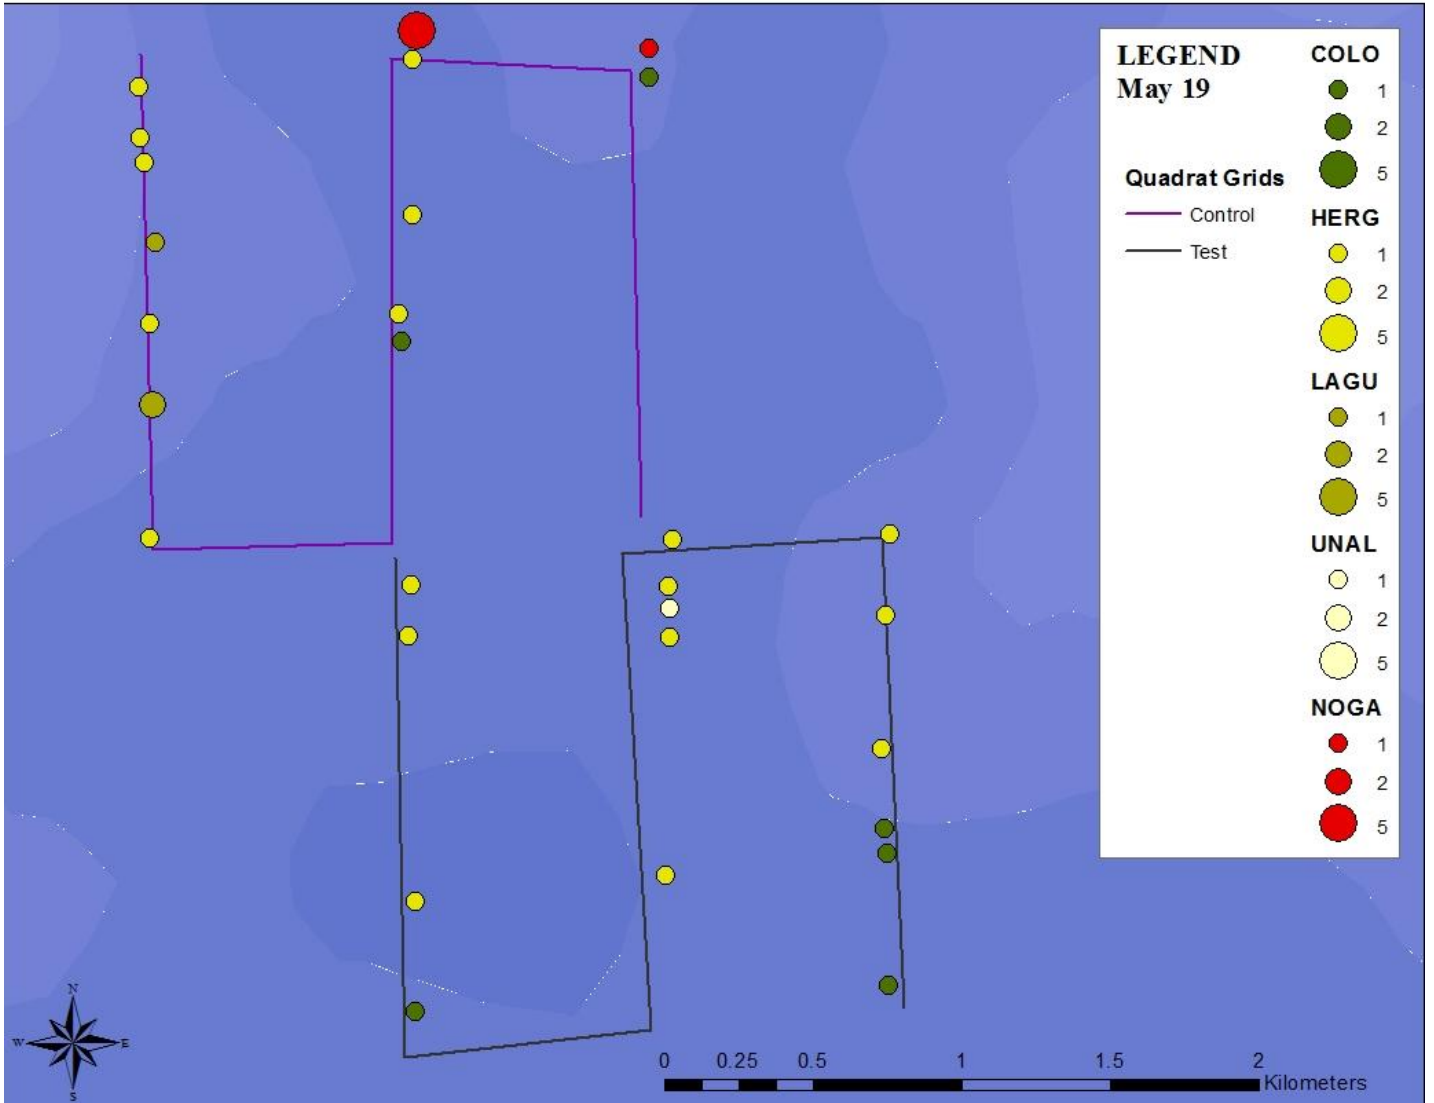 LEGEND
May 19
Quadrat Grids
Control
Test
COLO
1
2
5
HERG
1
2
5
LAGU
1
2
5
UNAL
1
2
5
NOGA
1
2
5
N
W E
S
0 0.25 0.5 1 1.5 2
Kilometers